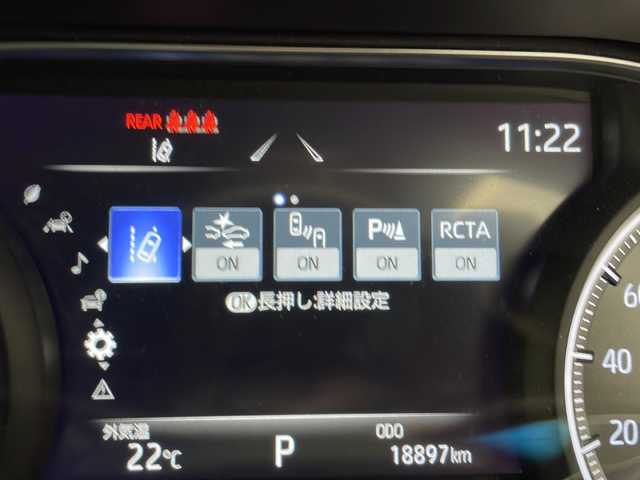 REAR
11:22
RCTA
P
ON
ON
ON
ON
OK長押し:詳細設定
60
40
20
外気温
22℃
P
ODO
18897km